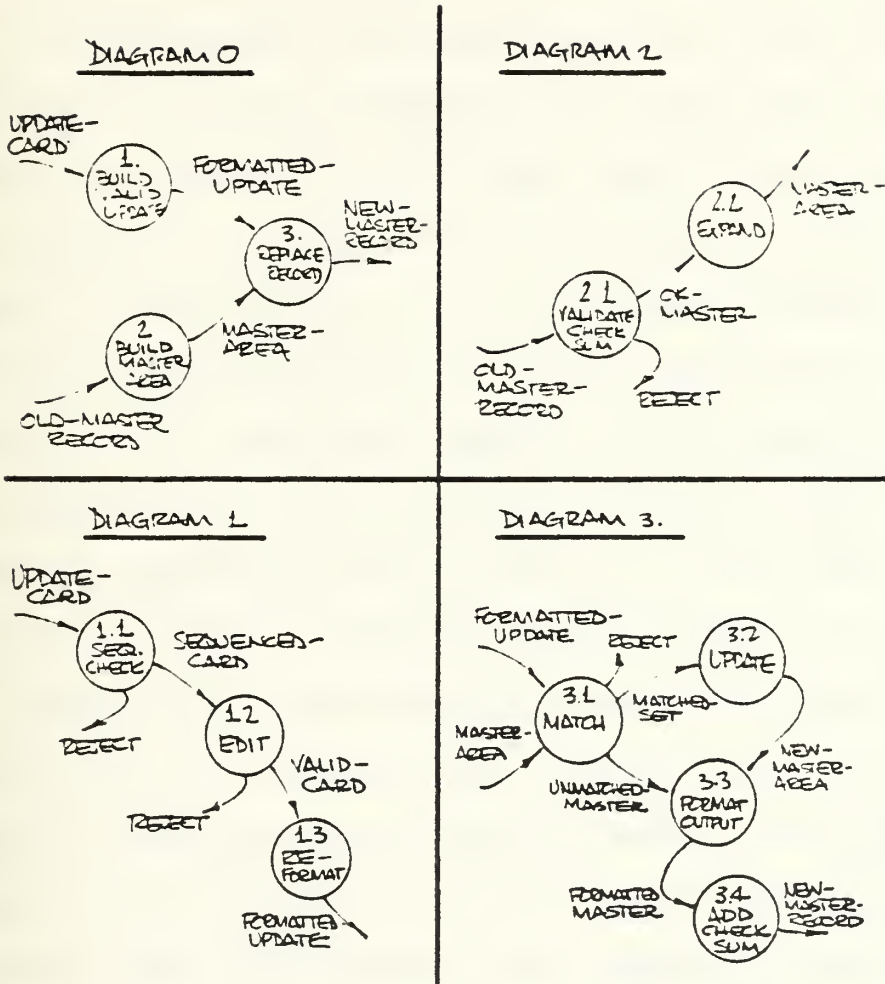 DIAGRAM 0
UPDATE-
CARD
1.
BUILD
VALID
UPDATE
FORMATTED-
UPDATE
3.
REPLACE
RECORD
NEW-
MASTER-
RECORD
2
BUILD
MASTER
AREA
MASTER-
AREA
OLD-MASTER
RECORD
DIAGRAM 2
2.2
EXPAND
MASTER-
AREA
2.1
VALIDATE
CHECK
SUM
OK-
MASTER
OLD-
MASTER-
RECORD
REJECT
DIAGRAM 1
UPDATE-
CARD
1.1
SEQ.
CHECK
SEQUENCED-
CARD
REJECT
1.2
EDIT
VALID-
CARD
REJECT
1.3
RE-
FORMAT
FORMATTED
UPDATE
DIAGRAM 3.
FORMATTED-
UPDATE
REJECT
3.2
UPDATE
3.1
MATCH
MATCHED-
SET
MASTER-
AREA
UNMATCHED-
MASTER
3.3
FORMAT
OUTPUT
NEW-
MASTER-
AREA
FORMATTED
MASTER
3.4
ADD
CHECK
SUM
NEW-
MASTER-
RECORD